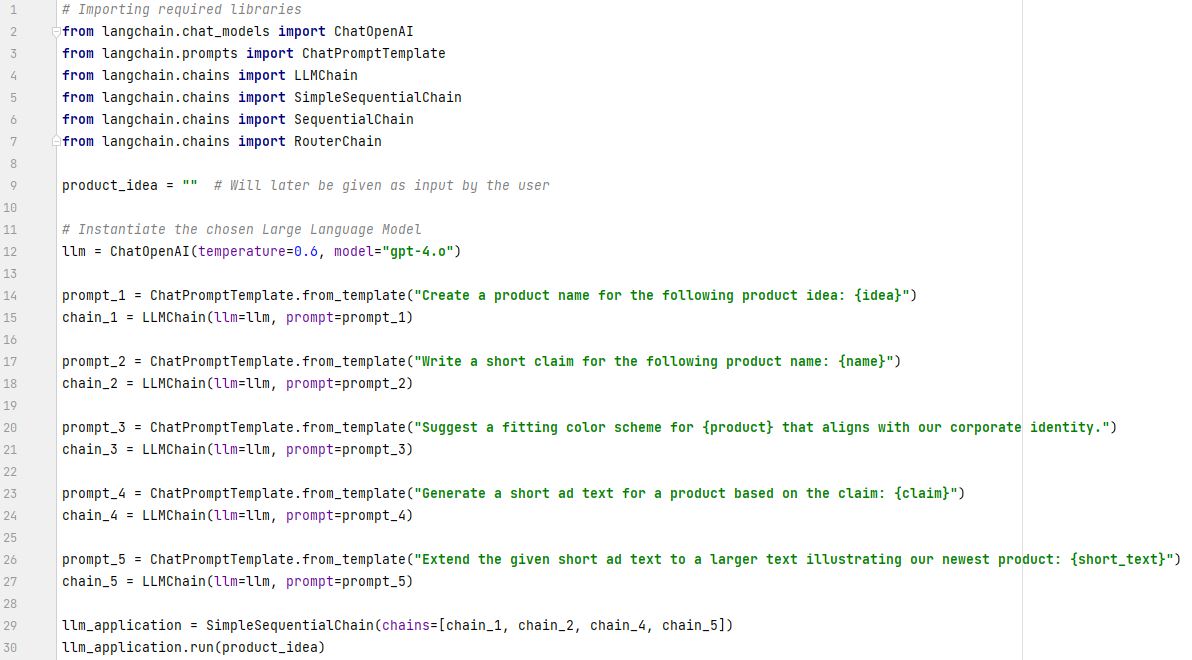 1 # Importing required libraries
2 from langchain.chat_models import ChatOpenAI
3 from langchain.prompts import ChatPromptTemplate
4 from langchain.chains import LLMChain
5 from langchain.chains import SimpleSequentialChain
6 from langchain.chains import SequentialChain
7 from langchain.chains import RouterChain
8
9 product_idea = ""  # Will later be given as input by the user
10
11 # Instantiate the chosen Large Language Model
12 llm = ChatOpenAI(temperature=0.6, model="gpt-4.o")
13
14 prompt_1 = ChatPromptTemplate.from_template("Create a product name for the following product idea: {idea}")
15 chain_1 = LLMChain(llm=llm, prompt=prompt_1)
16
17 prompt_2 = ChatPromptTemplate.from_template("Write a short claim for the following product name: {name}")
18 chain_2 = LLMChain(llm=llm, prompt=prompt_2)
19
20 prompt_3 = ChatPromptTemplate.from_template("Suggest a fitting color scheme for {product} that aligns with our corporate identity.")
21 chain_3 = LLMChain(llm=llm, prompt=prompt_3)
22
23 prompt_4 = ChatPromptTemplate.from_template("Generate a short ad text for a product based on the claim: {claim}")
24 chain_4 = LLMChain(llm=llm, prompt=prompt_4)
25
26 prompt_5 = ChatPromptTemplate.from_template("Extend the given short ad text to a larger text illustrating our newest product: {short_text}")
27 chain_5 = LLMChain(llm=llm, prompt=prompt_5)
28
29 llm_application = SimpleSequentialChain(chains=[chain_1, chain_2, chain_4, chain_5])
30 llm_application.run(product_idea)